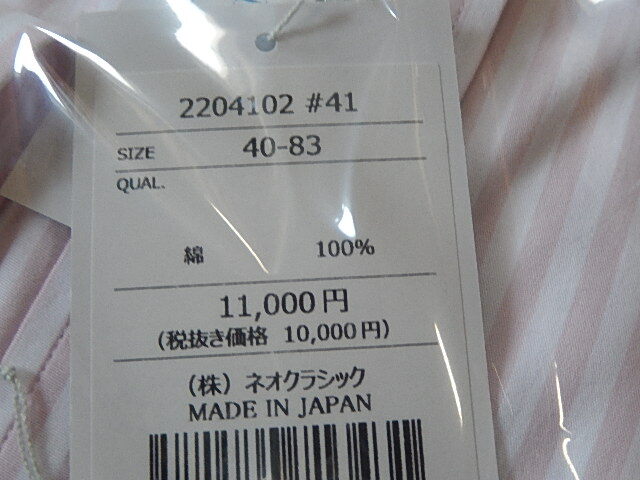 2204102 #41
SIZE 40-83
QUAL.
綿 100%
11,000円
(税抜き価格 10,000円)
(株) ネオクラシック
MADE IN JAPAN